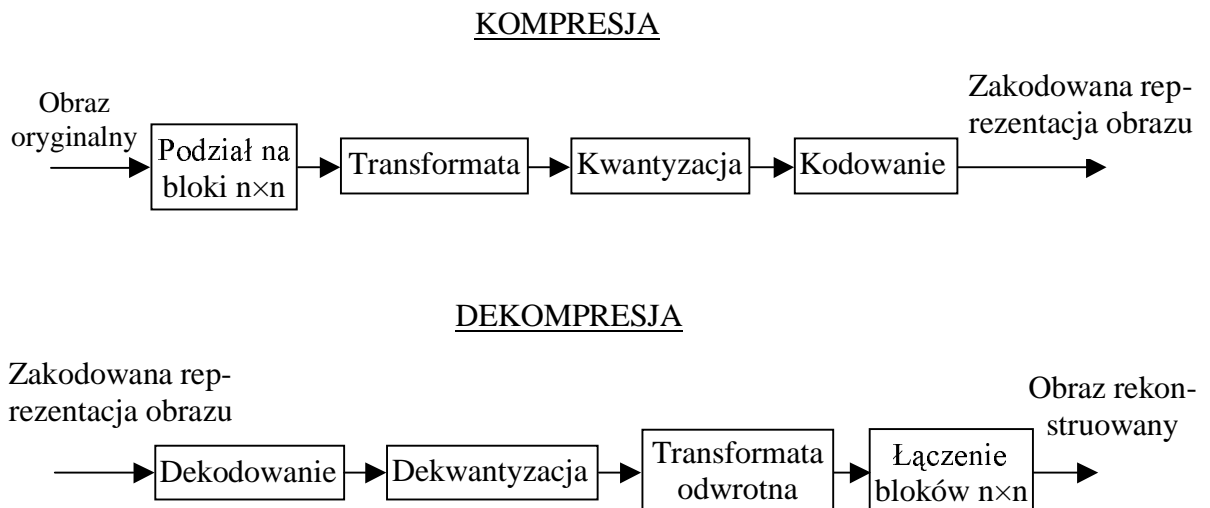 KOMPRESJA
Obraz
oryginalny
Podział na
bloki n×n
Transformata
Kwantyzacja
Kodowanie
Zakodowana rep-
rezentacja obrazu
DEKOMPRESJA
Zakodowana rep-
rezentacja obrazu
Dekodowanie
Dekwantyzacja
Transformata
odwrotna
Łączenie
bloków n×n
Obraz rekon-
struowany